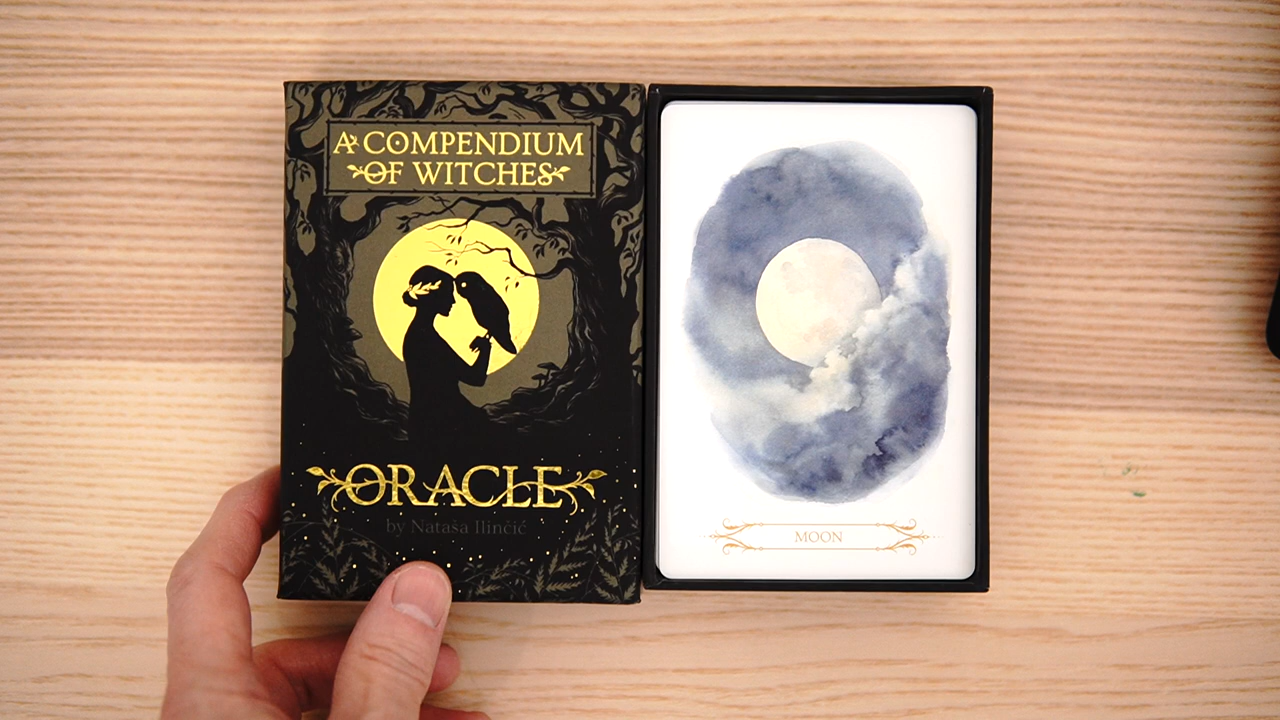 A COMPENDIUM
OF WITCHES
ORACLE
by Nataša Ilinčić
MOON